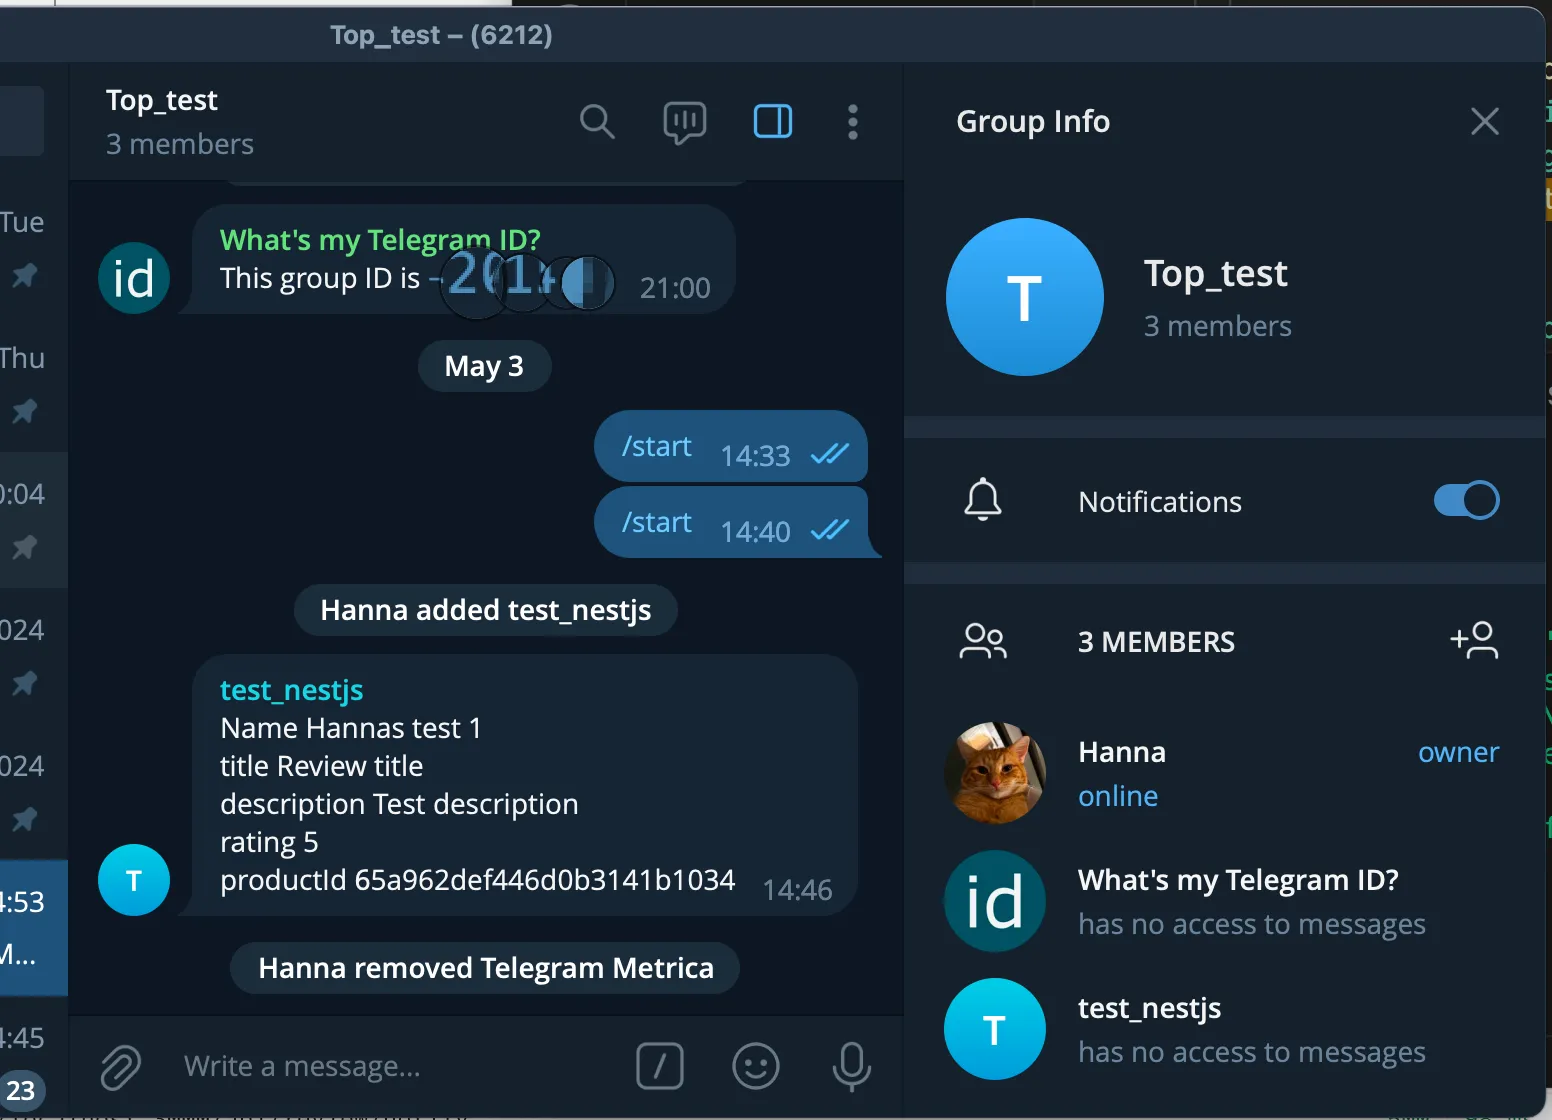 Top_test – (6212)
Top_test
3 members
Tue
Thu
0:04
024
024
4:53
M...
4:45
23
What's my Telegram ID?
This group ID is
21:00
May 3
/start 14:33
/start 14:40
Hanna added test_nestjs
test_nestjs
Name Hannas test 1
title Review title
description Test description
rating 5
productId 65a962def446d0b3141b1034 14:46
T
Hanna removed Telegram Metrica
Write a message...
Group Info
T
Top_test
3 members
Notifications
3 MEMBERS
Hanna owner
online
id
What's my Telegram ID?
has no access to messages
T
test_nestjs
has no access to messages
id